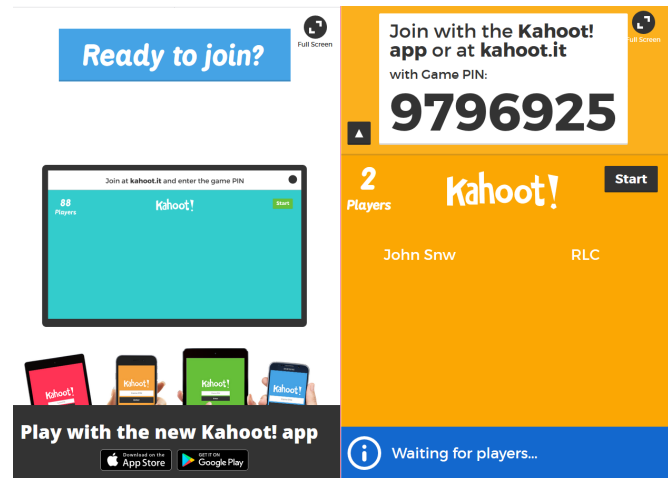 Ready to join?
Full Screen
Join at kahoot.it and enter the game PIN
88
Players
Kahoot!
Start
Kahoot!
Kahoot!
Kahoot!
Kahoot!
Play with the new Kahoot! app
Download on the
App Store
GET IT ON
Google Play
Join with the Kahoot!
app or at kahoot.it
with Game PIN:
9796925
Full Screen
2
Players
Kahoot!
Start
John Snw
RLC
Waiting for players...